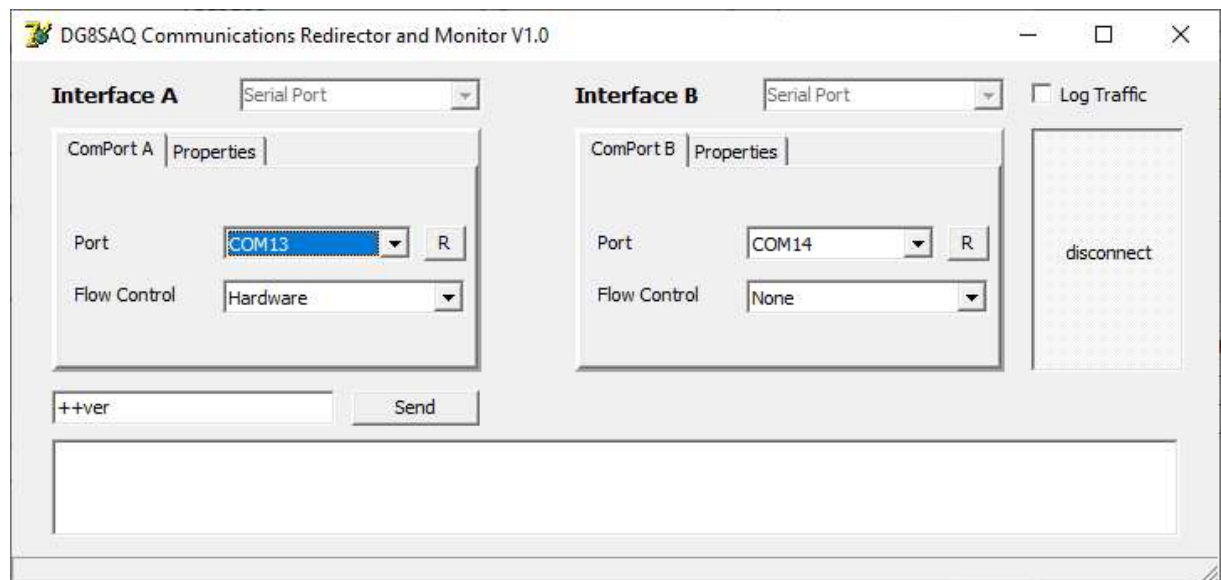 DG8SAQ Communications Redirector and Monitor V1.0
Interface A Serial Port Interface B Serial Port Log Traffic
ComPort A Properties ComPort B Properties
Port COM13 R Port COM14 R disconnect
Flow Control Hardware Flow Control None
++ver Send